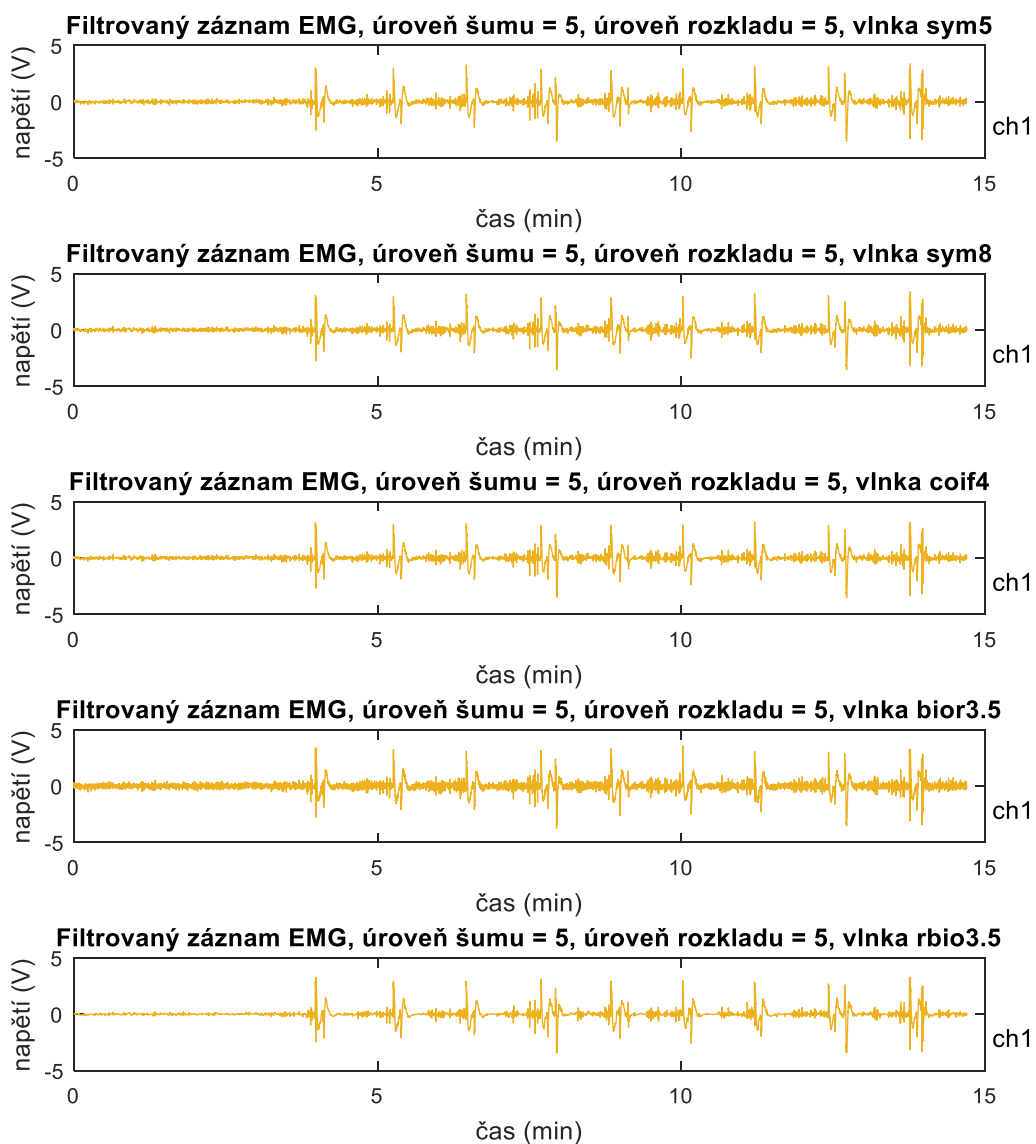 Filtrovaný záznam EMG, úroveň šumu = 5, úroveň rozkladu = 5, vlnka sym5
napětí (V)
5
0
-5
ch1
0 5 10 15
čas (min)
Filtrovaný záznam EMG, úroveň šumu = 5, úroveň rozkladu = 5, vlnka sym8
napětí (V)
5
0
-5
ch1
0 5 10 15
čas (min)
Filtrovaný záznam EMG, úroveň šumu = 5, úroveň rozkladu = 5, vlnka coif4
napětí (V)
5
0
-5
ch1
0 5 10 15
čas (min)
Filtrovaný záznam EMG, úroveň šumu = 5, úroveň rozkladu = 5, vlnka bior3.5
napětí (V)
5
0
-5
ch1
0 5 10 15
čas (min)
Filtrovaný záznam EMG, úroveň šumu = 5, úroveň rozkladu = 5, vlnka rbio3.5
napětí (V)
5
0
-5
ch1
0 5 10 15
čas (min)